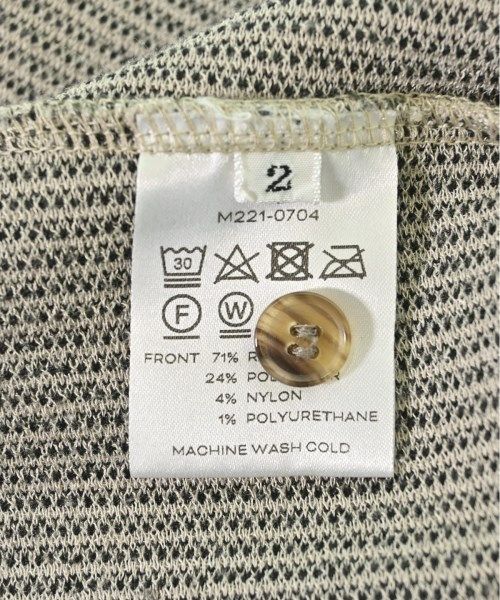 2
M221-0704
30
F W
FRONT 71%
24%
4% NYLON
1% POLYURETHANE
MACHINE WASH COLD